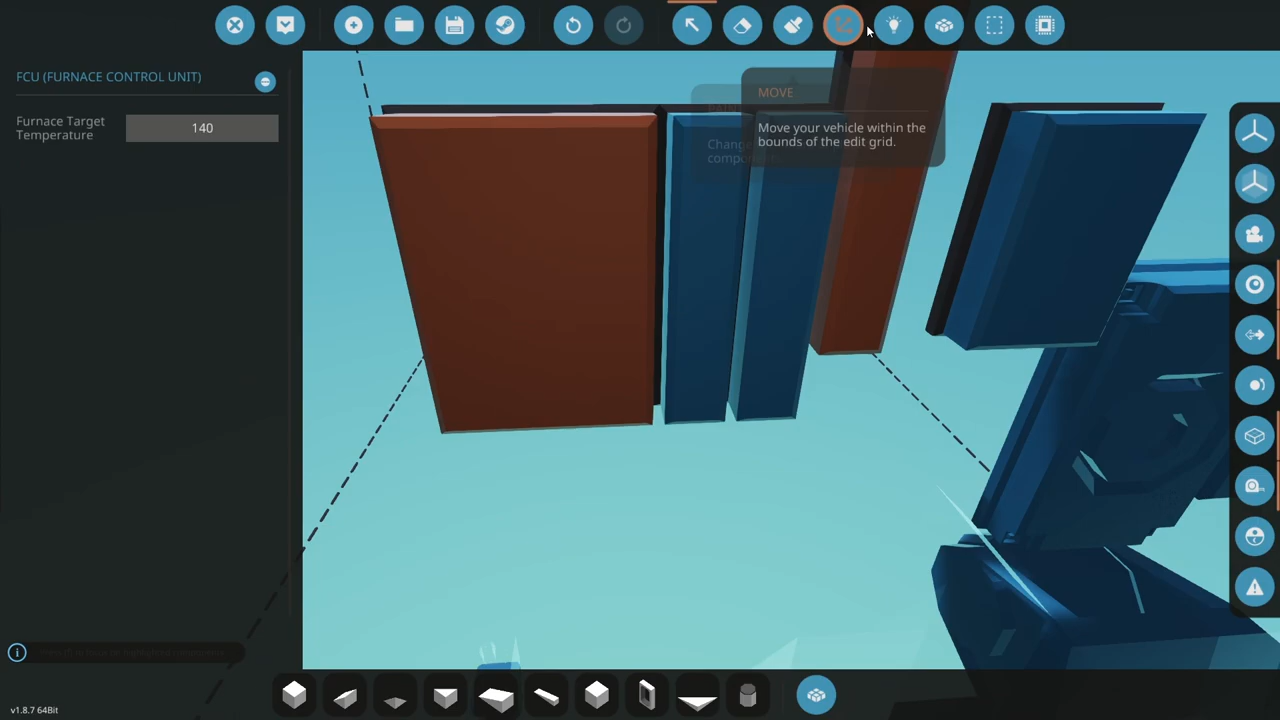 FCU (FURNACE CONTROL UNIT)
Furnace Target
Temperature
140
MOVE
Move your vehicle within the
bounds of the edit grid.
v1.8.7 64Bit